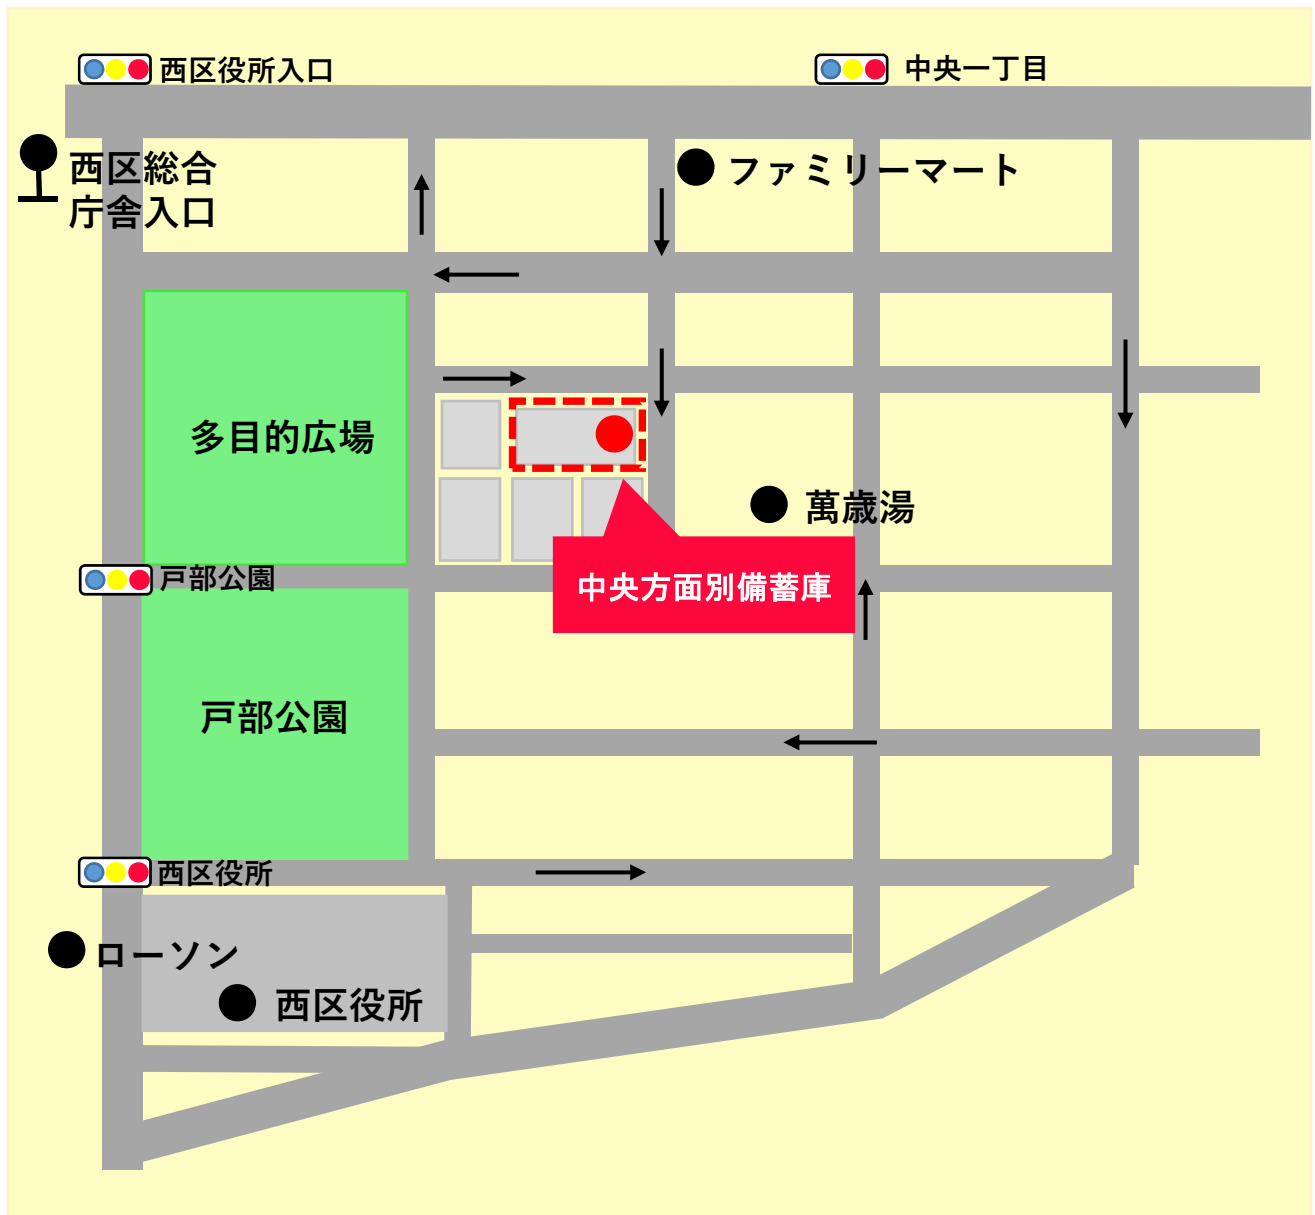 西区役所入口
中央一丁目
西区総合
庁舎入口
ファミリーマート
多目的広場
萬歳湯
戸部公園
中央方面別備蓄庫
戸部公園
西区役所
ローソン
西区役所